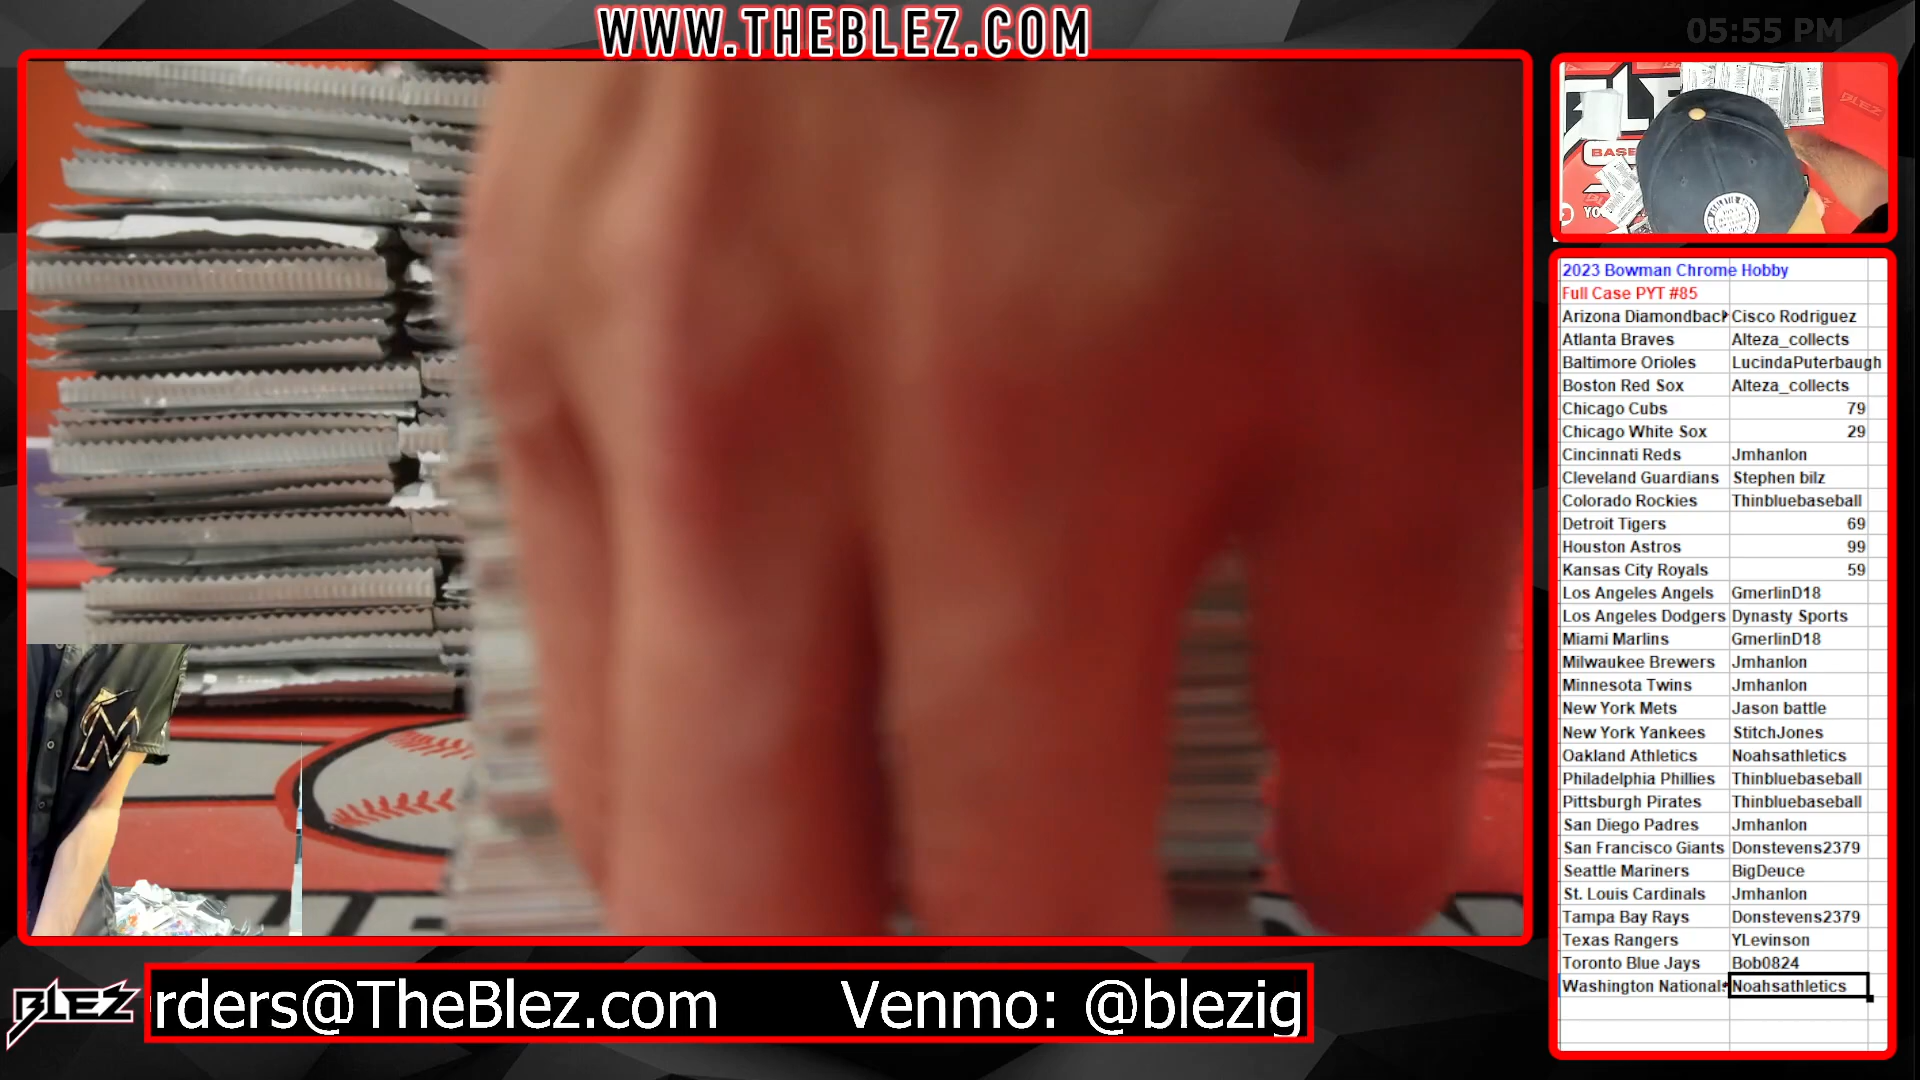 WWW.THEBLEZ.COM
05:55 PM
BLEZ
BASE
YO
2023 Bowman Chrome Hobby
Full Case PYT #85
Arizona Diamondback Cisco Rodriguez
Atlanta Braves Alteza_collects
Baltimore Orioles LucindaPuterbaugh
Boston Red Sox Alteza_collects
Chicago Cubs 79
Chicago White Sox 29
Cincinnati Reds Jmhanlon
Cleveland Guardians Stephen bilz
Colorado Rockies Thinbluebaseball
Detroit Tigers 69
Houston Astros 99
Kansas City Royals 59
Los Angeles Angels GmerlinD18
Los Angeles Dodgers Dynasty Sports
Miami Marlins GmerlinD18
Milwaukee Brewers Jmhanlon
Minnesota Twins Jmhanlon
New York Mets Jason battle
New York Yankees StitchJones
Oakland Athletics Noahsathletics
Philadelphia Phillies Thinbluebaseball
Pittsburgh Pirates Thinbluebaseball
San Diego Padres Jmhanlon
San Francisco Giants Donstevens2379
Seattle Mariners BigDeuce
St. Louis Cardinals Jmhanlon
Tampa Bay Rays Donstevens2379
Texas Rangers YLevinson
Toronto Blue Jays Bob0824
Washington Nationals Noahsathletics
M
BLEZ
rders@TheBlez.com Venmo: @blezig